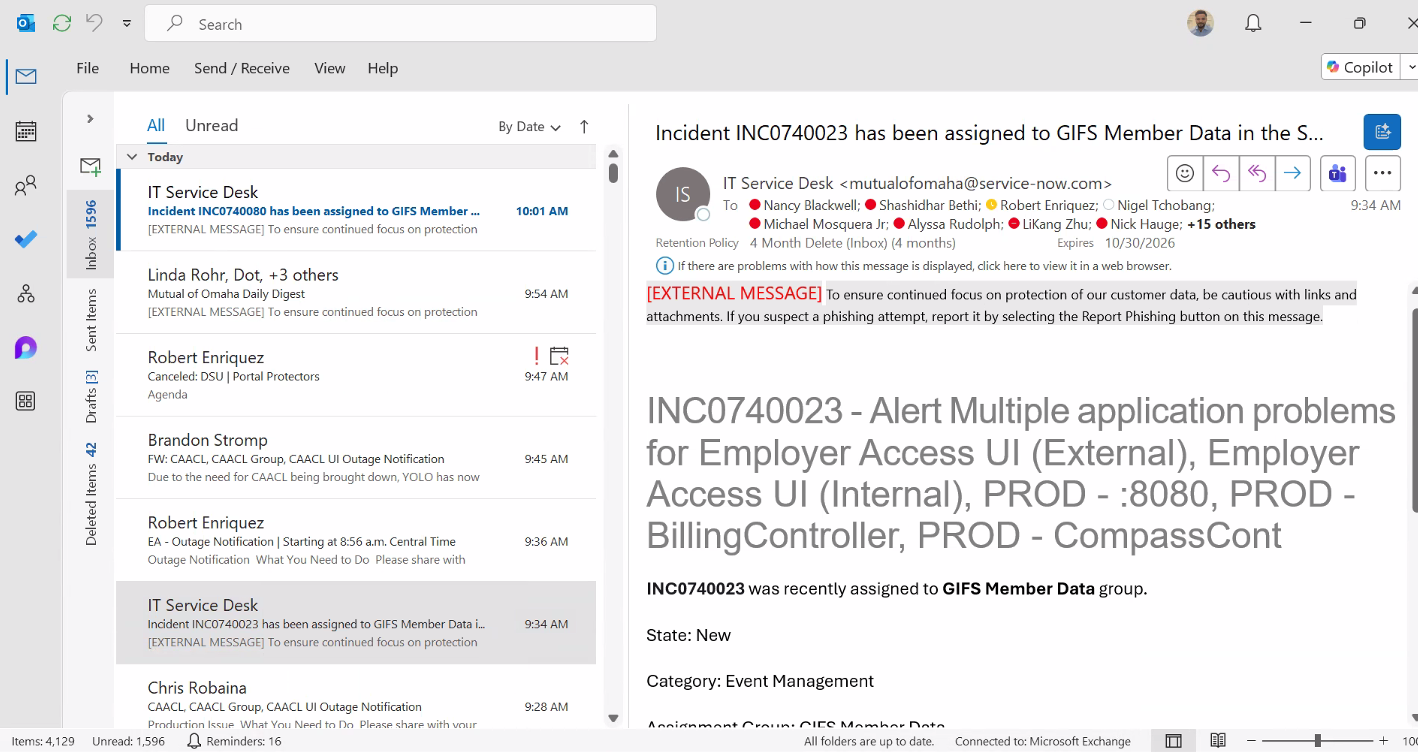 Search
File Home Send / Receive View Help
Copilot
All Unread By Date
Today
Inbox 1596
Sent Items
Drafts [3]
Deleted Items 42
IT Service Desk
Incident INC0740080 has been assigned to GIFS Member ... 10:01 AM
[EXTERNAL MESSAGE] To ensure continued focus on protection
Linda Rohr, Dot, +3 others
Mutual of Omaha Daily Digest 9:54 AM
[EXTERNAL MESSAGE] To ensure continued focus on protection
Robert Enriquez
Canceled: DSU | Portal Protectors 9:47 AM
Agenda
Brandon Stromp
FW: CAACL, CAACL Group, CAACL UI Outage Notification 9:45 AM
Due to the need for CAACL being brought down, YOLO has now
Robert Enriquez
EA - Outage Notification | Starting at 8:56 a.m. Central Time 9:36 AM
Outage Notification What You Need to Do Please share with
IT Service Desk
Incident INC0740023 has been assigned to GIFS Member Data i... 9:34 AM
[EXTERNAL MESSAGE] To ensure continued focus on protection
Chris Robaina
CAACL, CAACL Group, CAACL UI Outage Notification 9:28 AM
Production Issue What You Need to Do Please share with your
Incident INC0740023 has been assigned to GIFS Member Data in the S...
IS
IT Service Desk <mutualofomaha@service-now.com>
To Nancy Blackwell; Shashidhar Bethi; Robert Enriquez; Nigel Tchobang; 9:34 AM
Michael Mosquera Jr; Alyssa Rudolph; LiKang Zhu; Nick Hauge; +15 others
Retention Policy 4 Month Delete (Inbox) (4 months) Expires 10/30/2026
If there are problems with how this message is displayed, click here to view it in a web browser.
[EXTERNAL MESSAGE] To ensure continued focus on protection of our customer data, be cautious with links and
attachments. If you suspect a phishing attempt, report it by selecting the Report Phishing button on this message.
INC0740023 - Alert Multiple application problems
for Employer Access UI (External), Employer
Access UI (Internal), PROD - :8080, PROD -
BillingController, PROD - CompassCont
INC0740023 was recently assigned to GIFS Member Data group.
State: New
Category: Event Management
Assignment Group: GIFS Member Data
Items: 4,129 Unread: 1,596 Reminders: 16 All folders are up to date. Connected to: Microsoft Exchange 100